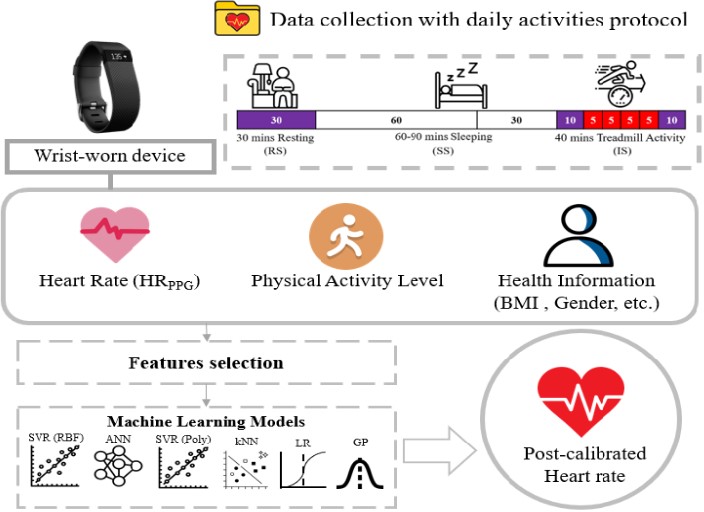 Data collection with daily activities protocol
135
z z Z
30
60
30
10
5
5
5
5
10
30 mins Resting
(RS)
60-90 mins Sleeping
(SS)
40 mins Treadmill Activity
(IS)
Wrist-worn device
Heart Rate (HRPPG)
Physical Activity Level
Health Information
(BMI , Gender, etc.)
Features selection
Machine Learning Models
SVR (RBF)
ANN
SVR (Poly)
kNN
LR
GP
Post-calibrated
Heart rate